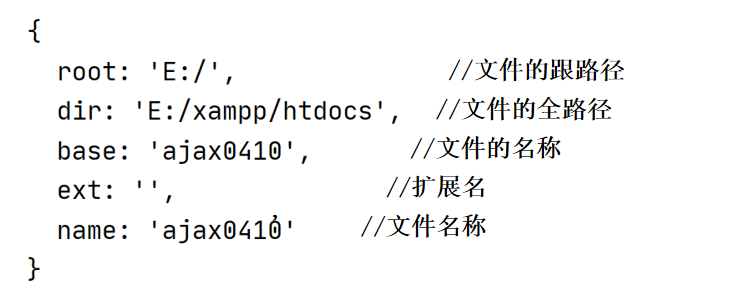 {
root: 'E:/', //文件的跟路径
dir: 'E:/xampp/htdocs', //文件的全路径
base: 'ajax0410', //文件的名称
ext: '', //扩展名
name: 'ajax0410' //文件名称
}